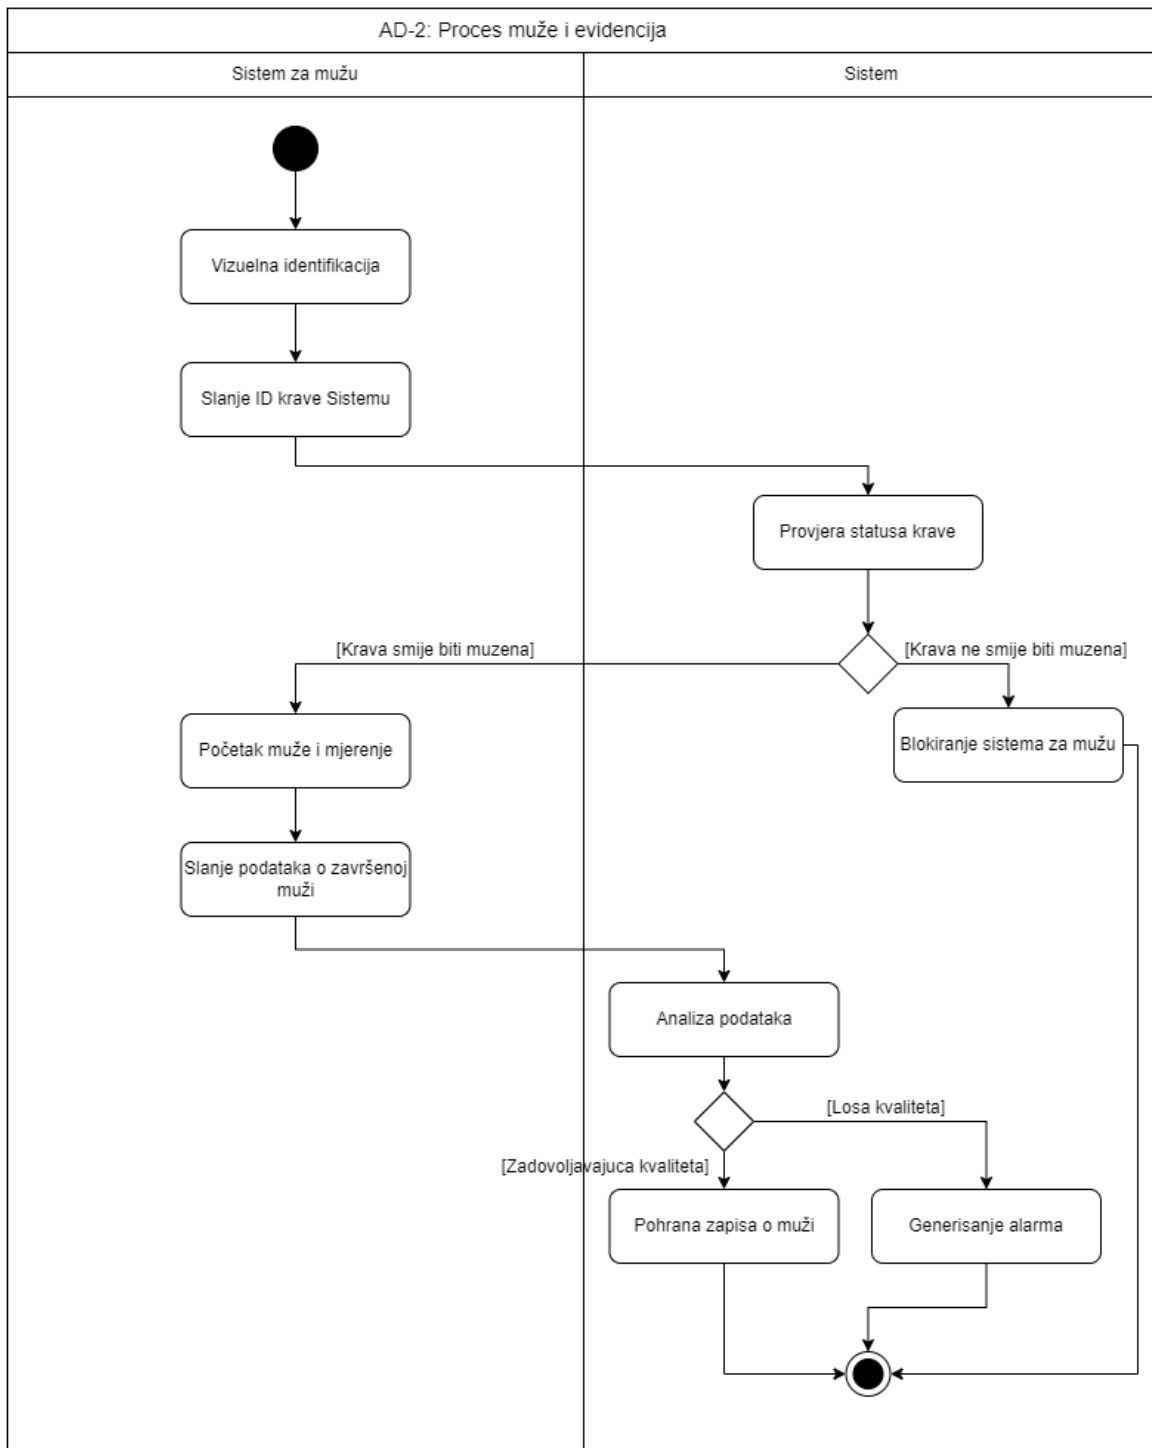 AD-2: Proces muže i evidencija
Sistem za mužu
Sistem
Vizuelna identifikacija
Slanje ID krave Sistemu
Provjera statusa krave
[Krava smije biti muzena]
[Krava ne smije biti muzena]
Početak muže i mjerenje
Blokiranje sistema za mužu
Slanje podataka o završenoj
muži
Analiza podataka
[Losa kvaliteta]
[Zadovoljavajuca kvaliteta]
Pohrana zapisa o muži
Generisanje alarma